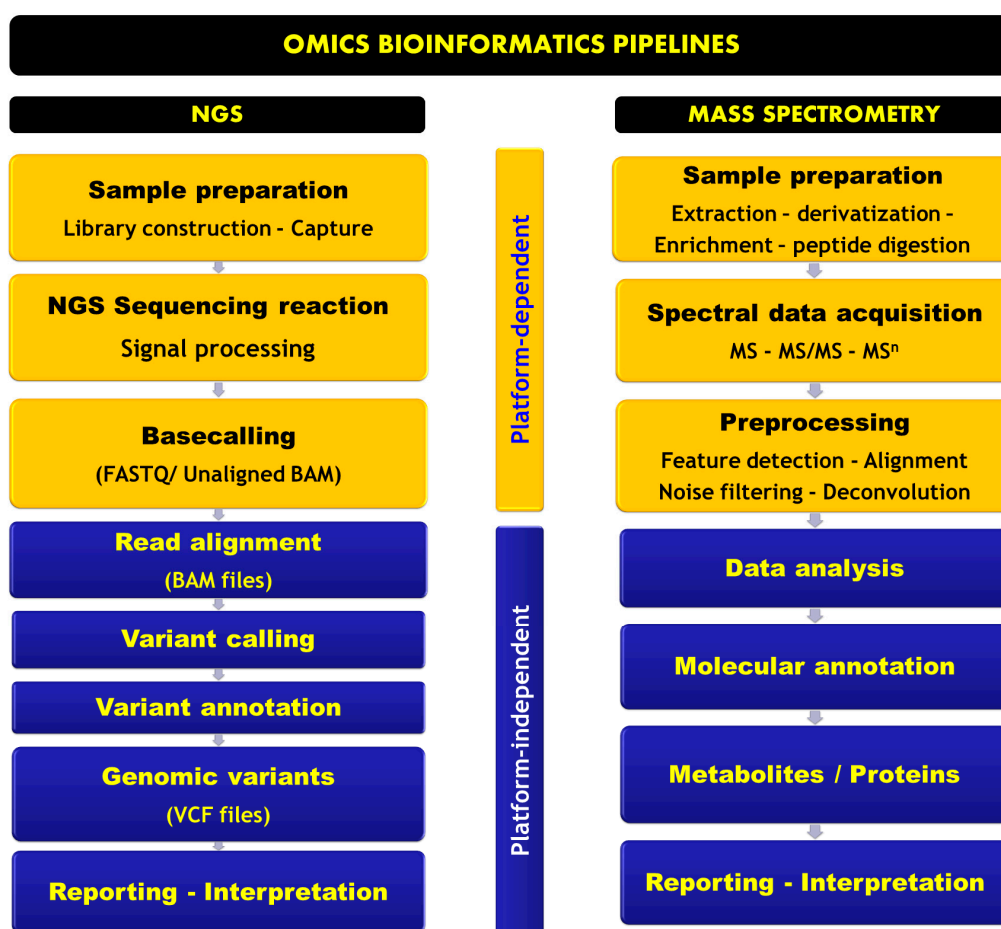 OMICS BIOINFORMATICS PIPELINES
NGS
Sample preparation
Library construction - Capture
NGS Sequencing reaction
Signal processing
Basecalling
(FASTQ/ Unaligned BAM)
Read alignment
(BAM files)
Variant calling
Variant annotation
Genomic variants
(VCF files)
Reporting - Interpretation
Platform-dependent
Platform-independent
MASS SPECTROMETRY
Sample preparation
Extraction – derivatization –
Enrichment – peptide digestion
Spectral data acquisition
MS - MS/MS - MSⁿ
Preprocessing
Feature detection - Alignment
Noise filtering - Deconvolution
Data analysis
Molecular annotation
Metabolites / Proteins
Reporting - Interpretation